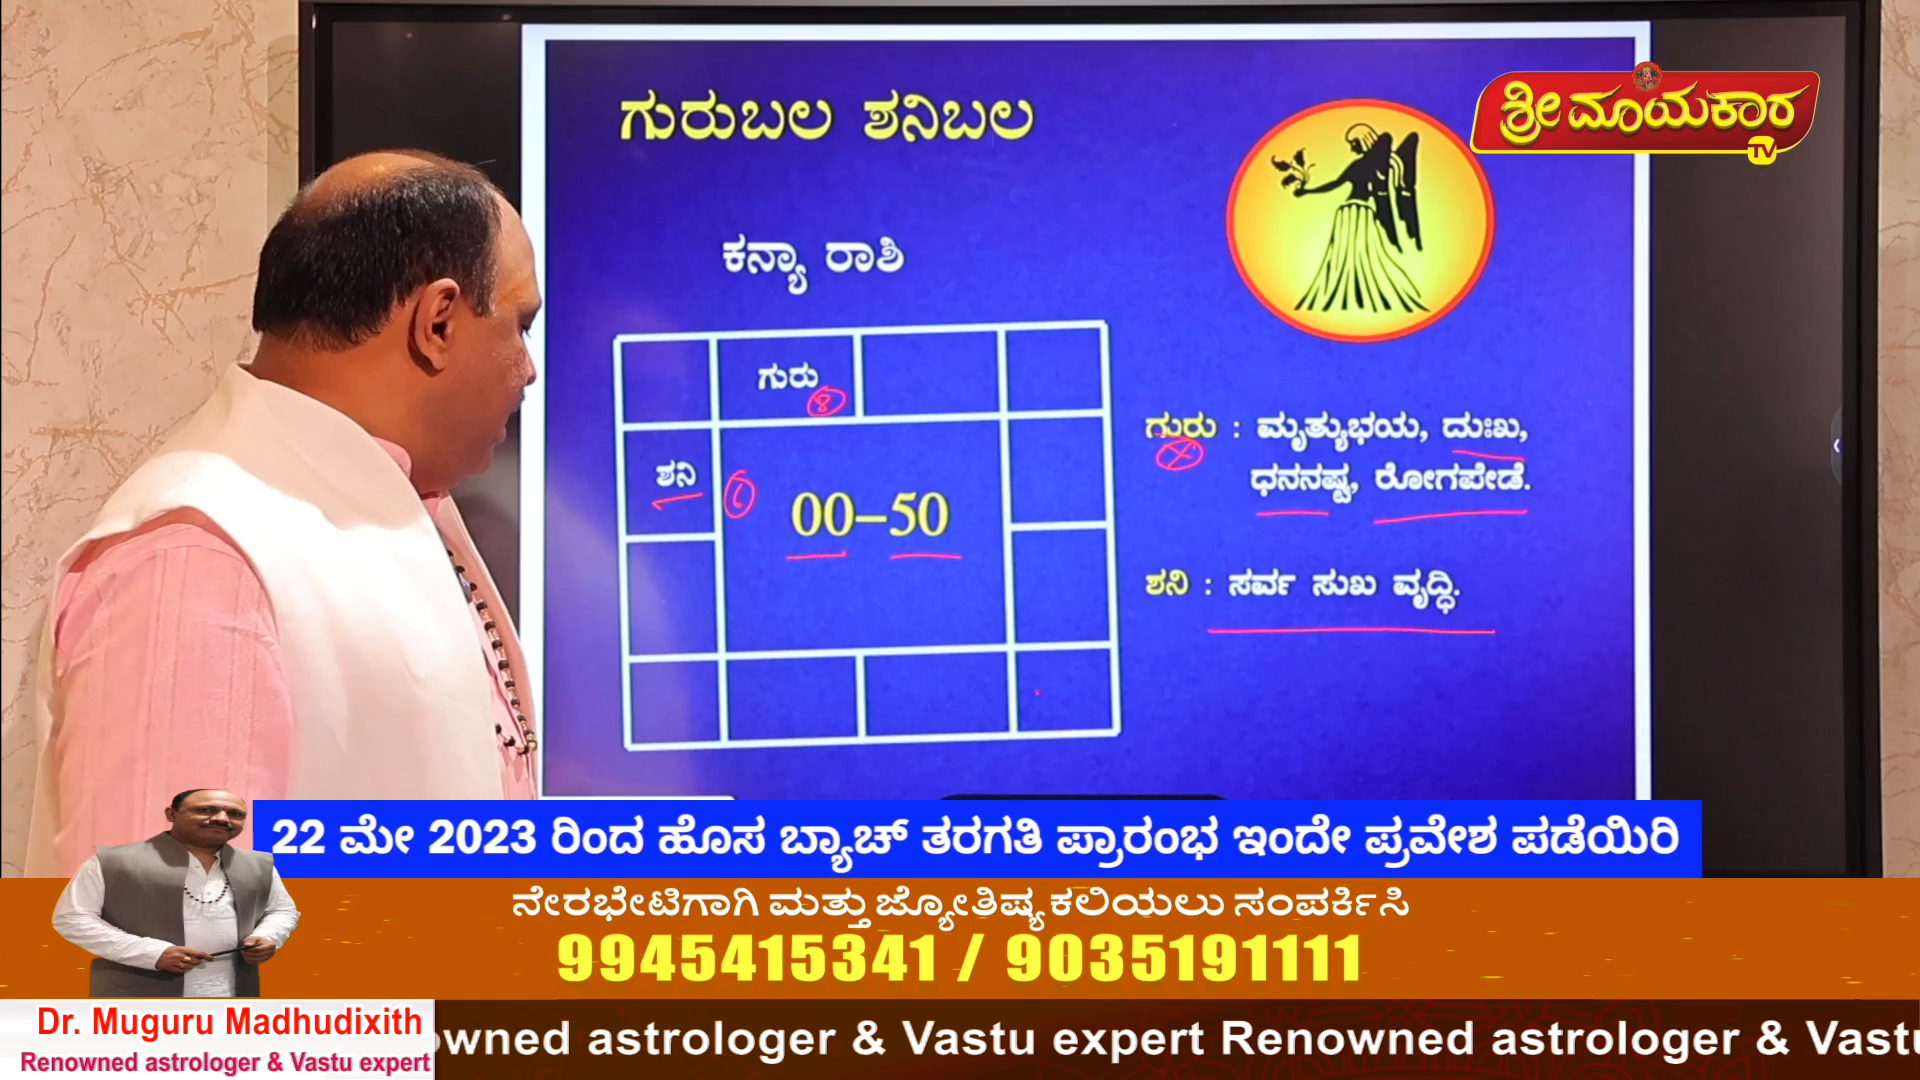 ಗುರುಬಲ ಶನಿಬಲ
ಶ್ರೀ ಮಾಯಕಾರ
TV
ಕನ್ಯಾ ರಾಶಿ
ಗುರು
8
ಶನಿ
6
00-50
ಗುರು : ಮೃತ್ಯುಭಯ, ದುಃಖ,
ಧನನಷ್ಟ, ರೋಗಪೀಡೆ.
ಶನಿ : ಸರ್ವ ಸುಖ ವೃದ್ಧಿ.
22 ಮೇ 2023 ರಿಂದ ಹೊಸ ಬ್ಯಾಚ್ ತರಗತಿ ಪ್ರಾರಂಭ ಇಂದೇ ಪ್ರವೇಶ ಪಡೆಯಿರಿ
ನೇರಭೇಟಿಗಾಗಿ ಮತ್ತು ಜ್ಯೋತಿಷ್ಯ ಕಲಿಯಲು ಸಂಪರ್ಕಿಸಿ
9945415341 / 9035191111
Dr. Muguru Madhudixith
Renowned astrologer & Vastu expert
owned astrologer & Vastu expert Renowned astrologer & Vastu